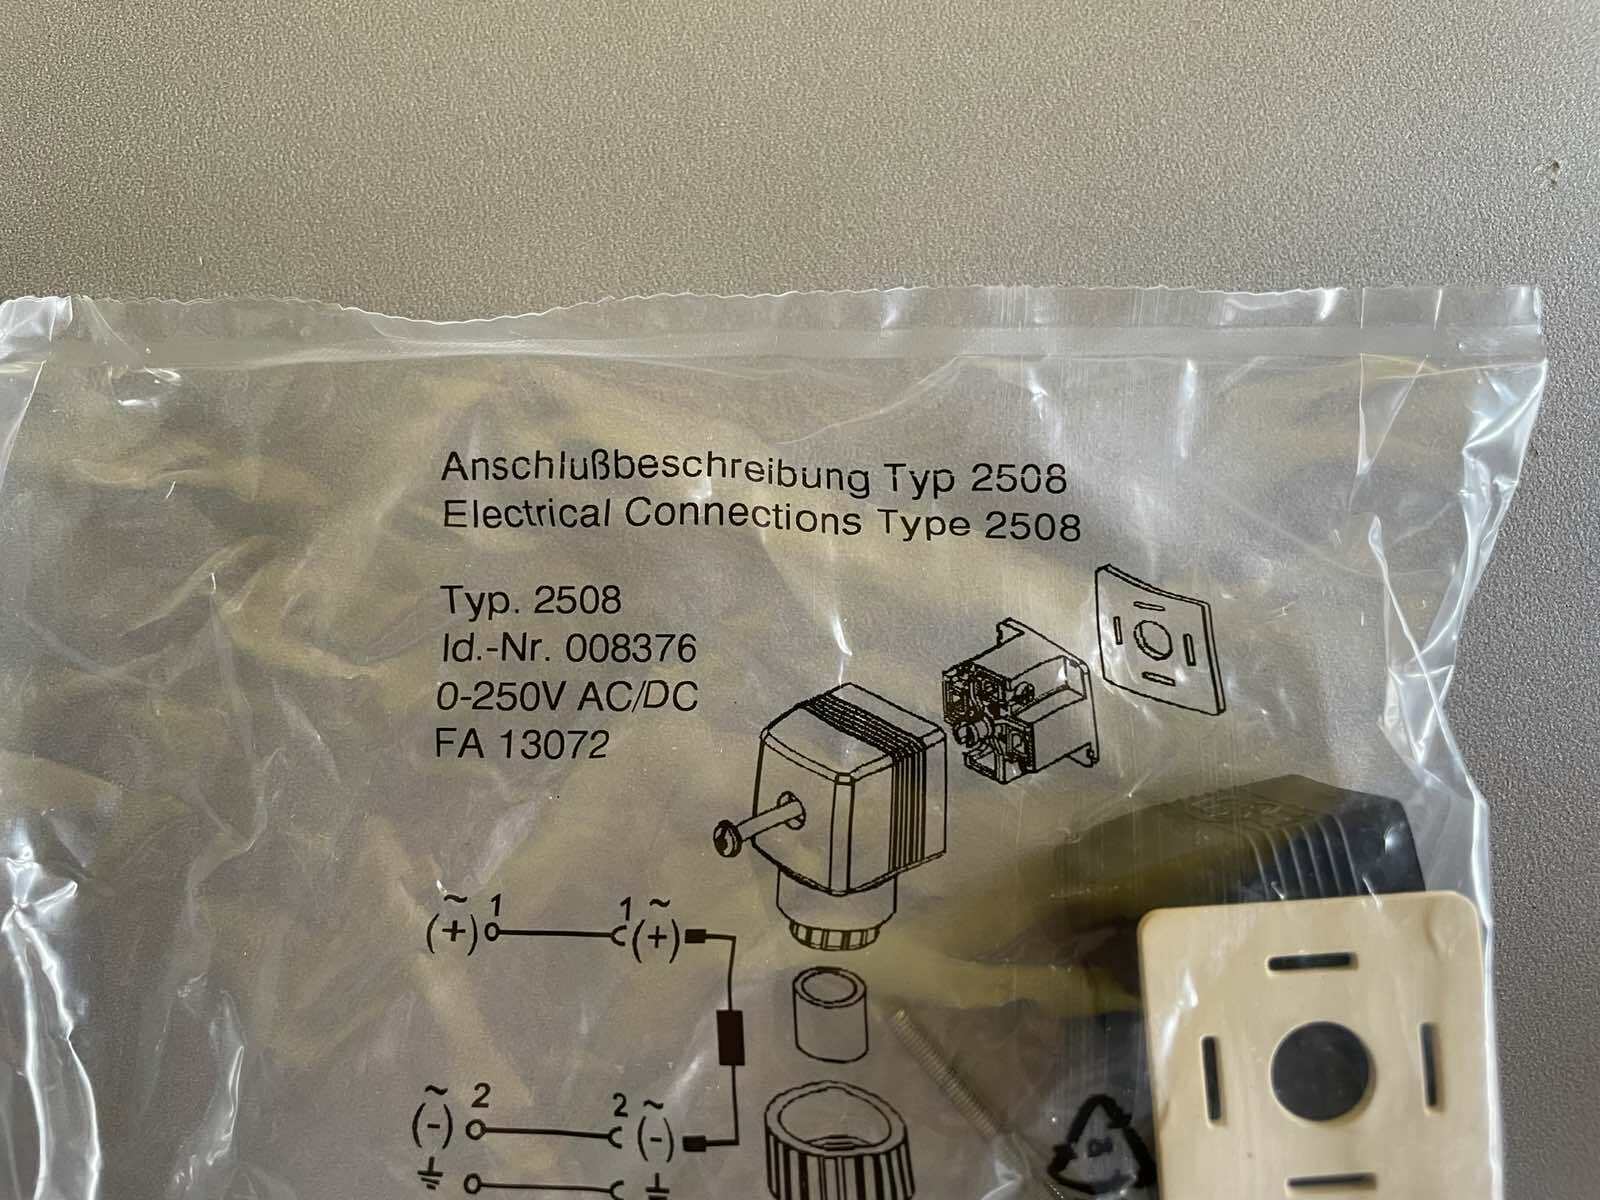 Anschlußbeschreibung Typ 2508
Electrical Connections Type 2508
Typ. 2508
Id.-Nr. 008376
0-250V AC/DC
FA 13072
~ 1 1 ~
(+) (+)
~ 2 2 ~
(-) (-)